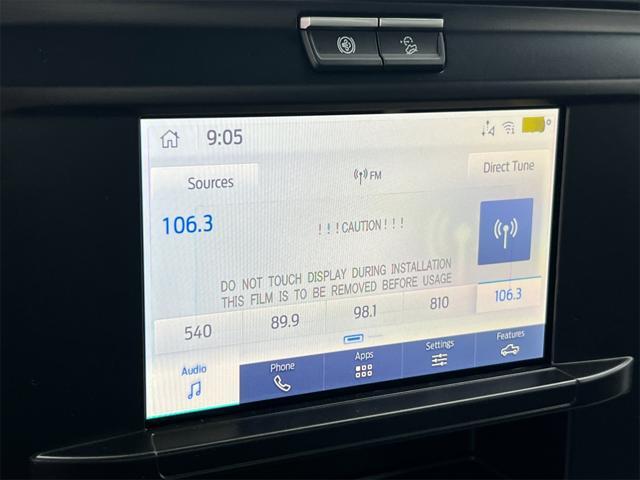 9:05
Sources
FM
Direct Tune
106.3
! ! !CAUTION! ! !
DO NOT TOUCH DISPLAY DURING INSTALLATION
THIS FILM IS TO BE REMOVED BEFORE USAGE
540
89.9
98.1
810
106.3
Audio
Phone
Apps
Settings
Features